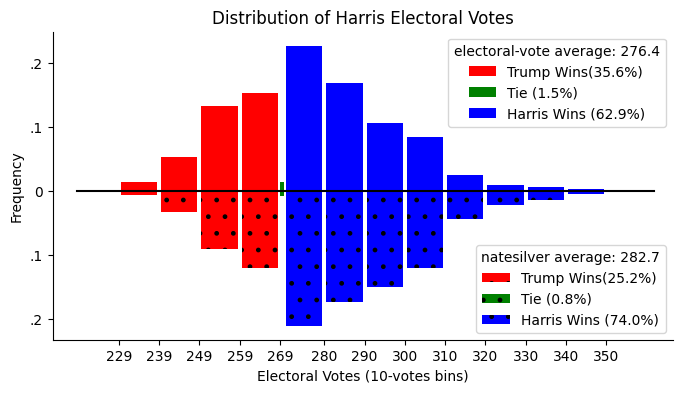 Distribution of Harris Electoral Votes
electoral-vote average: 276.4
Trump Wins(35.6%)
Tie (1.5%)
Harris Wins (62.9%)
.2
.1
0
.1
.2
Frequency
natesilver average: 282.7
Trump Wins(25.2%)
Tie (0.8%)
Harris Wins (74.0%)
229 239 249 259 269 280 290 300 310 320 330 340 350
Electoral Votes (10-votes bins)